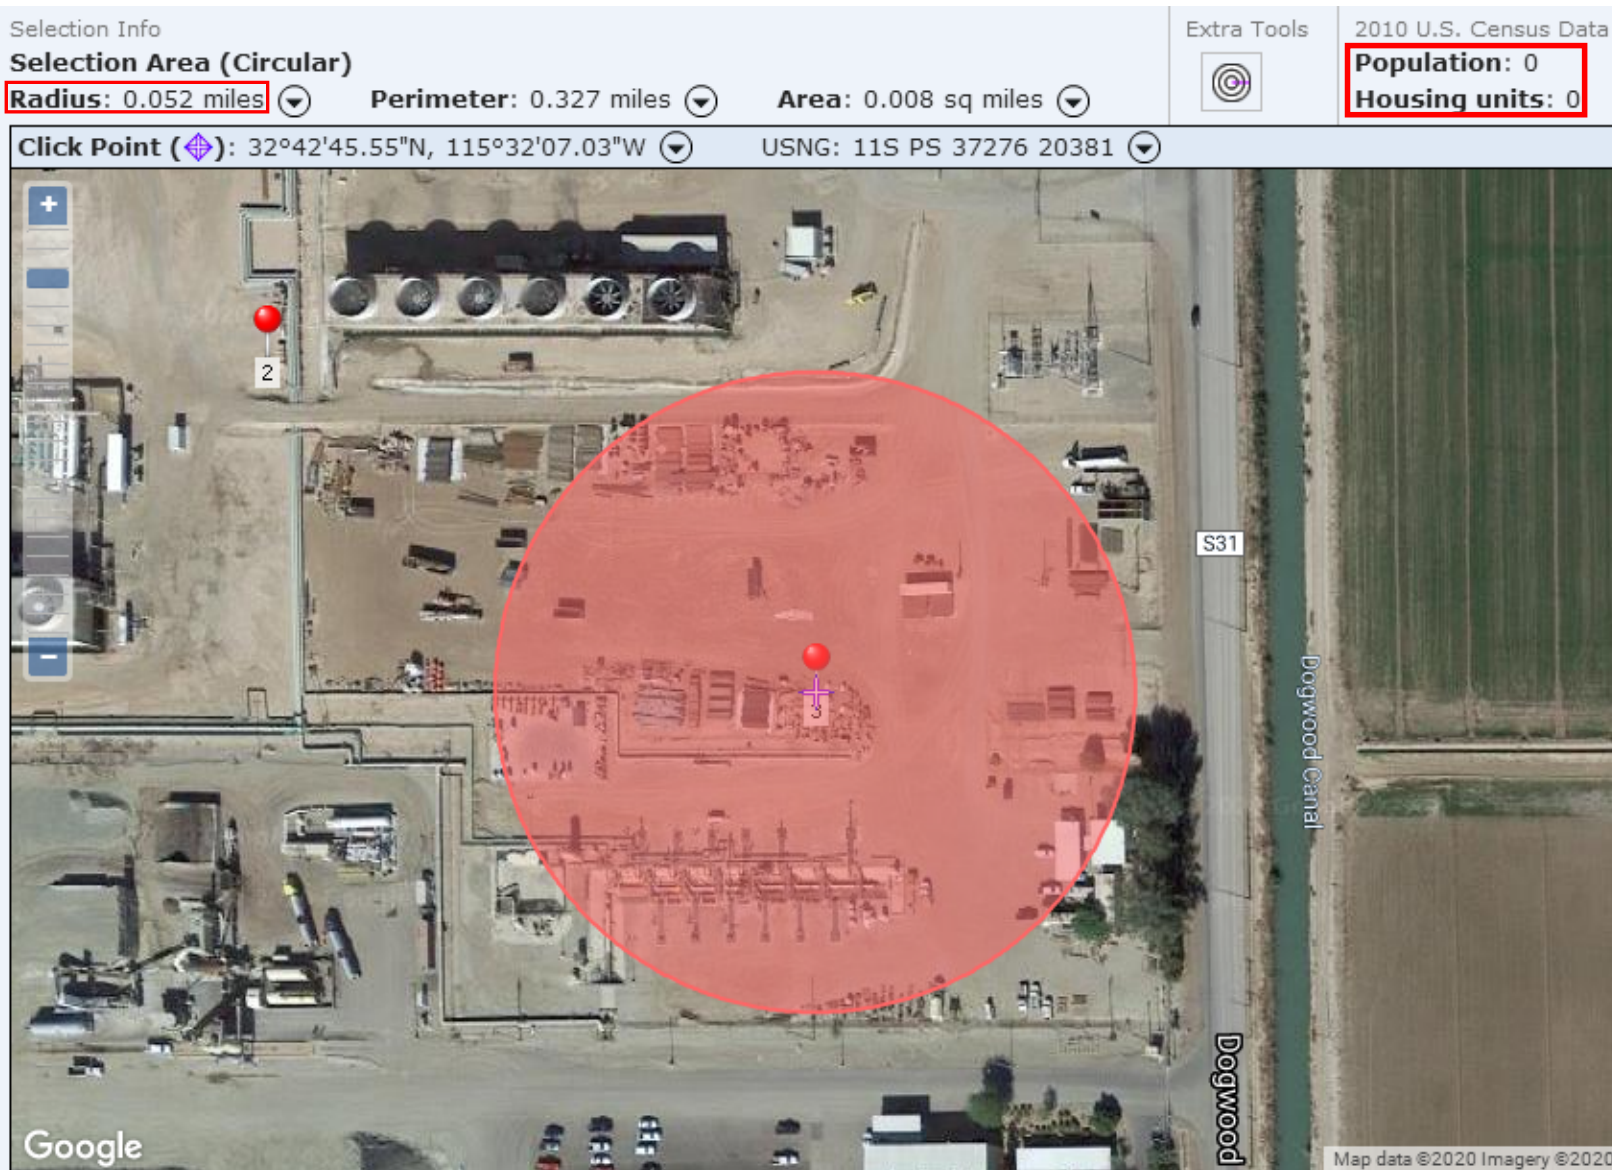 Selection Info
Selection Area (Circular)
Radius: 0.052 miles Perimeter: 0.327 miles Area: 0.008 sq miles
Extra Tools
2010 U.S. Census Data
Population: 0
Housing units: 0
Click Point ( ): 32°42'45.55"N, 115°32'07.03"W USNG: 11S PS 37276 20381
+
2
S31
3
−
Dogwood Canal
Dogwood
Google
Map data ©2020 Imagery ©2020